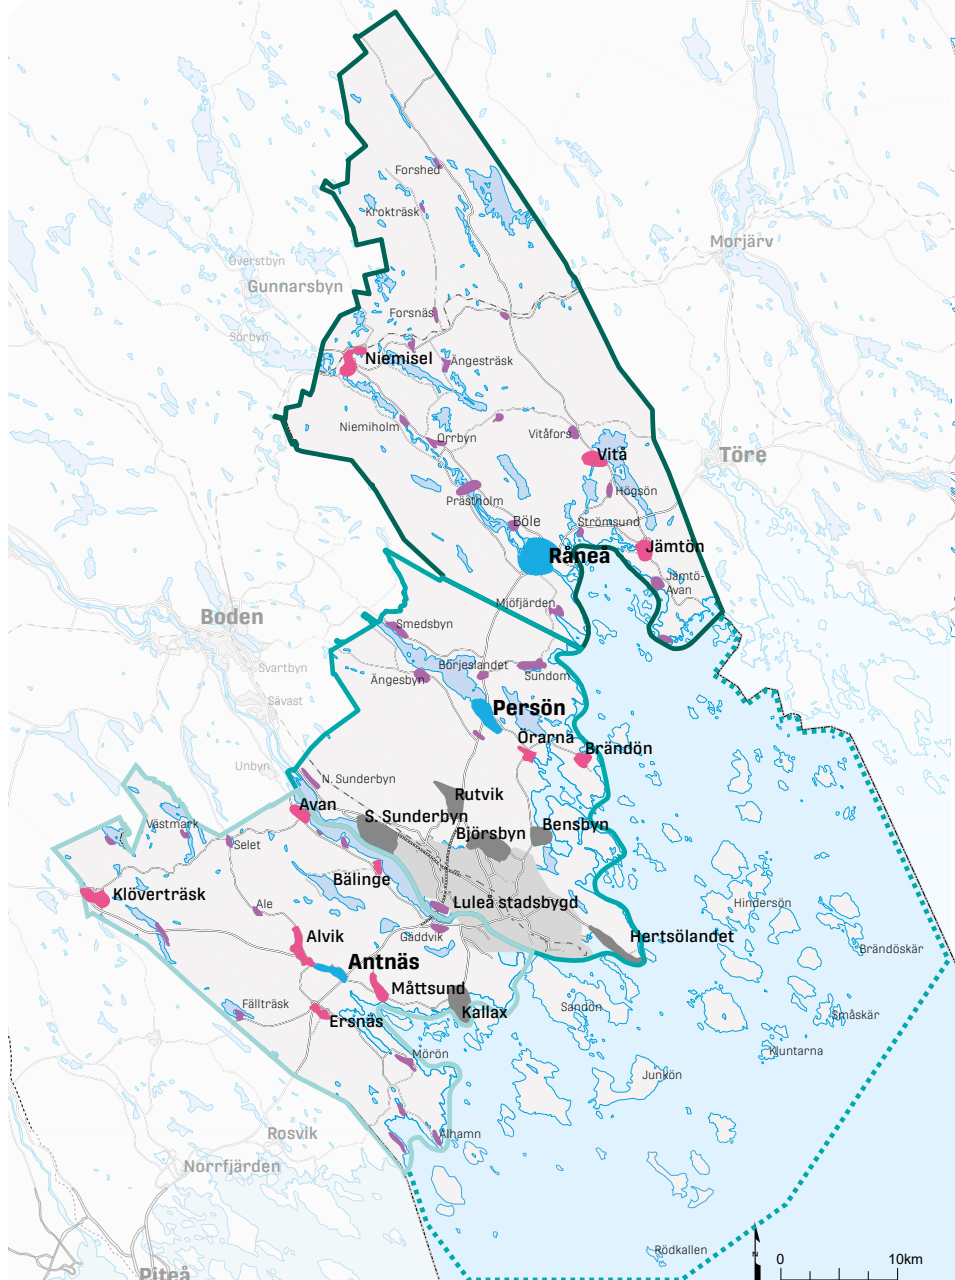 Forshed
Krokträsk
Morjärv
Överstbyn
Gunnarsbyn
Forsnäs
Sörbyn
Niemisel
Ängesträsk
Niemiholm
Orrbyn
Vitåfors
Vitå
Töre
Högsön
Prästholm
Böle
Strömsund
Råneå
Jämtön
Jämtö-
Avan
Mjöfjärden
Boden
Smedsbyn
Svartbyn
Börjeslandet
Ängesbyn
Sundom
Sävast
Persön
Örarna
Brändön
Unbyn
N. Sunderbyn
Rutvik
Avan
S. Sunderbyn
Västmark
Björsbyn
Bensbyn
Selet
Bälinge
Klöverträsk
Luleå stadsbygd
Hindersön
Ale
Alvik
Gäddvik
Hertsölandet
Brändöskär
Antnäs
Måttsund
Fällträsk
Kallax
Sandön
Småskär
Ersnäs
Mörön
Kluntarna
Junkön
Rosvik
Alhamn
Norrfjärden
Rödkallen
N
0
10km
Piteå